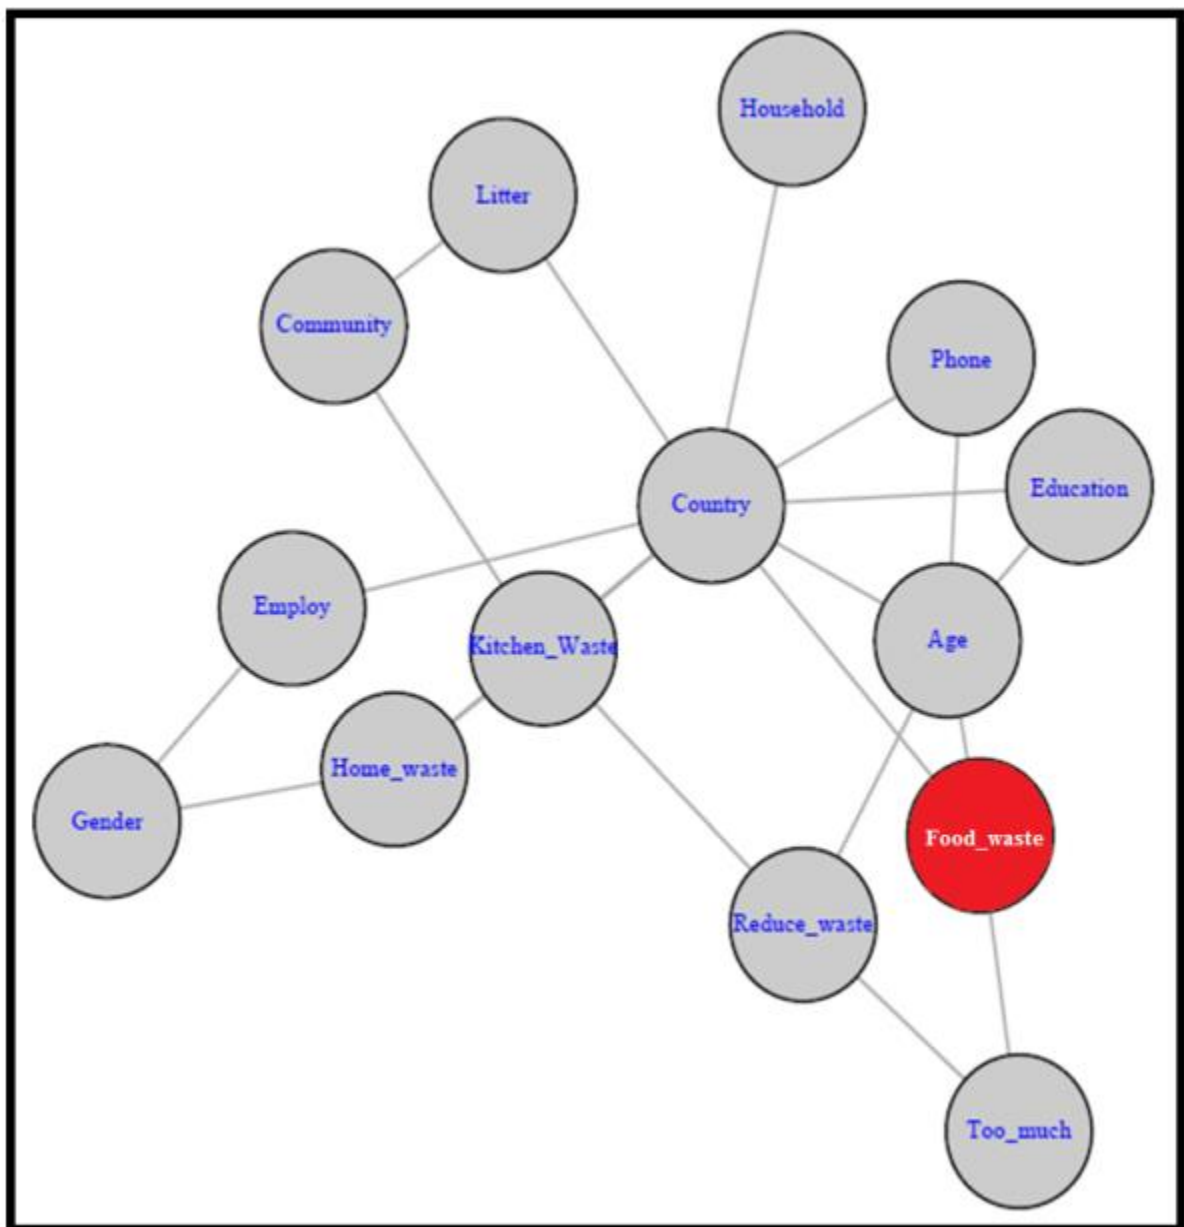 Household
Litter
Community
Phone
Education
Country
Employ
Kitchen_Waste
Age
Home_waste
Gender
Food_waste
Reduce_waste
Too_much